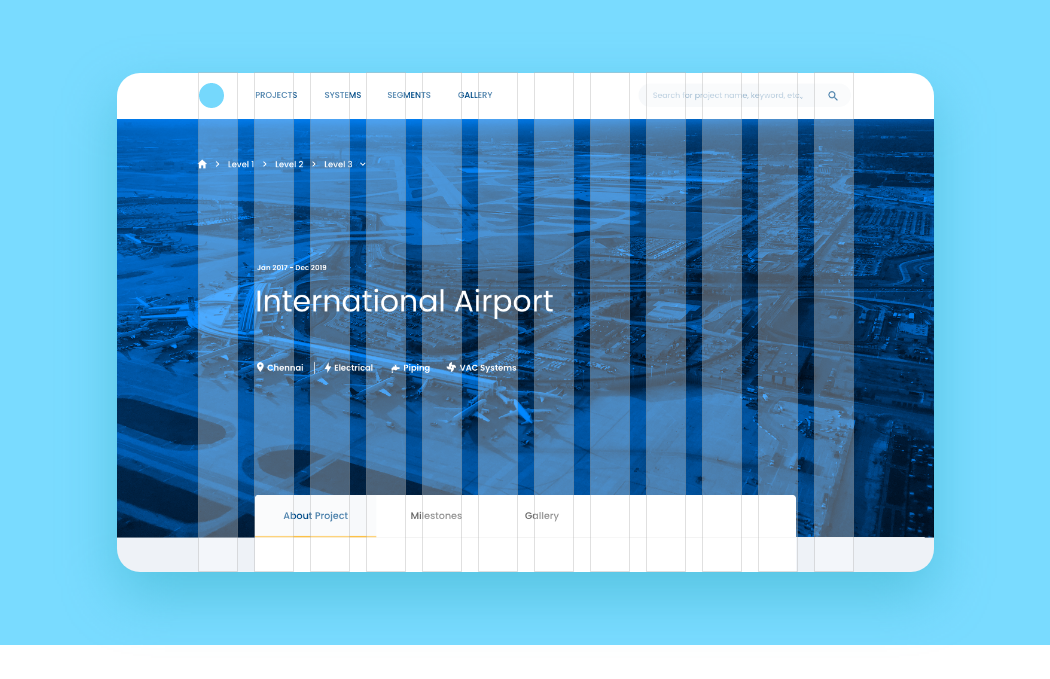 PROJECTS SYSTEMS SEGMENTS GALLERY Search for project name, keyword, etc.,
Level 1 Level 2 Level 3
Jan 2017 - Dec 2019
International Airport
Chennai Electrical Piping VAC Systems
About Project Milestones Gallery